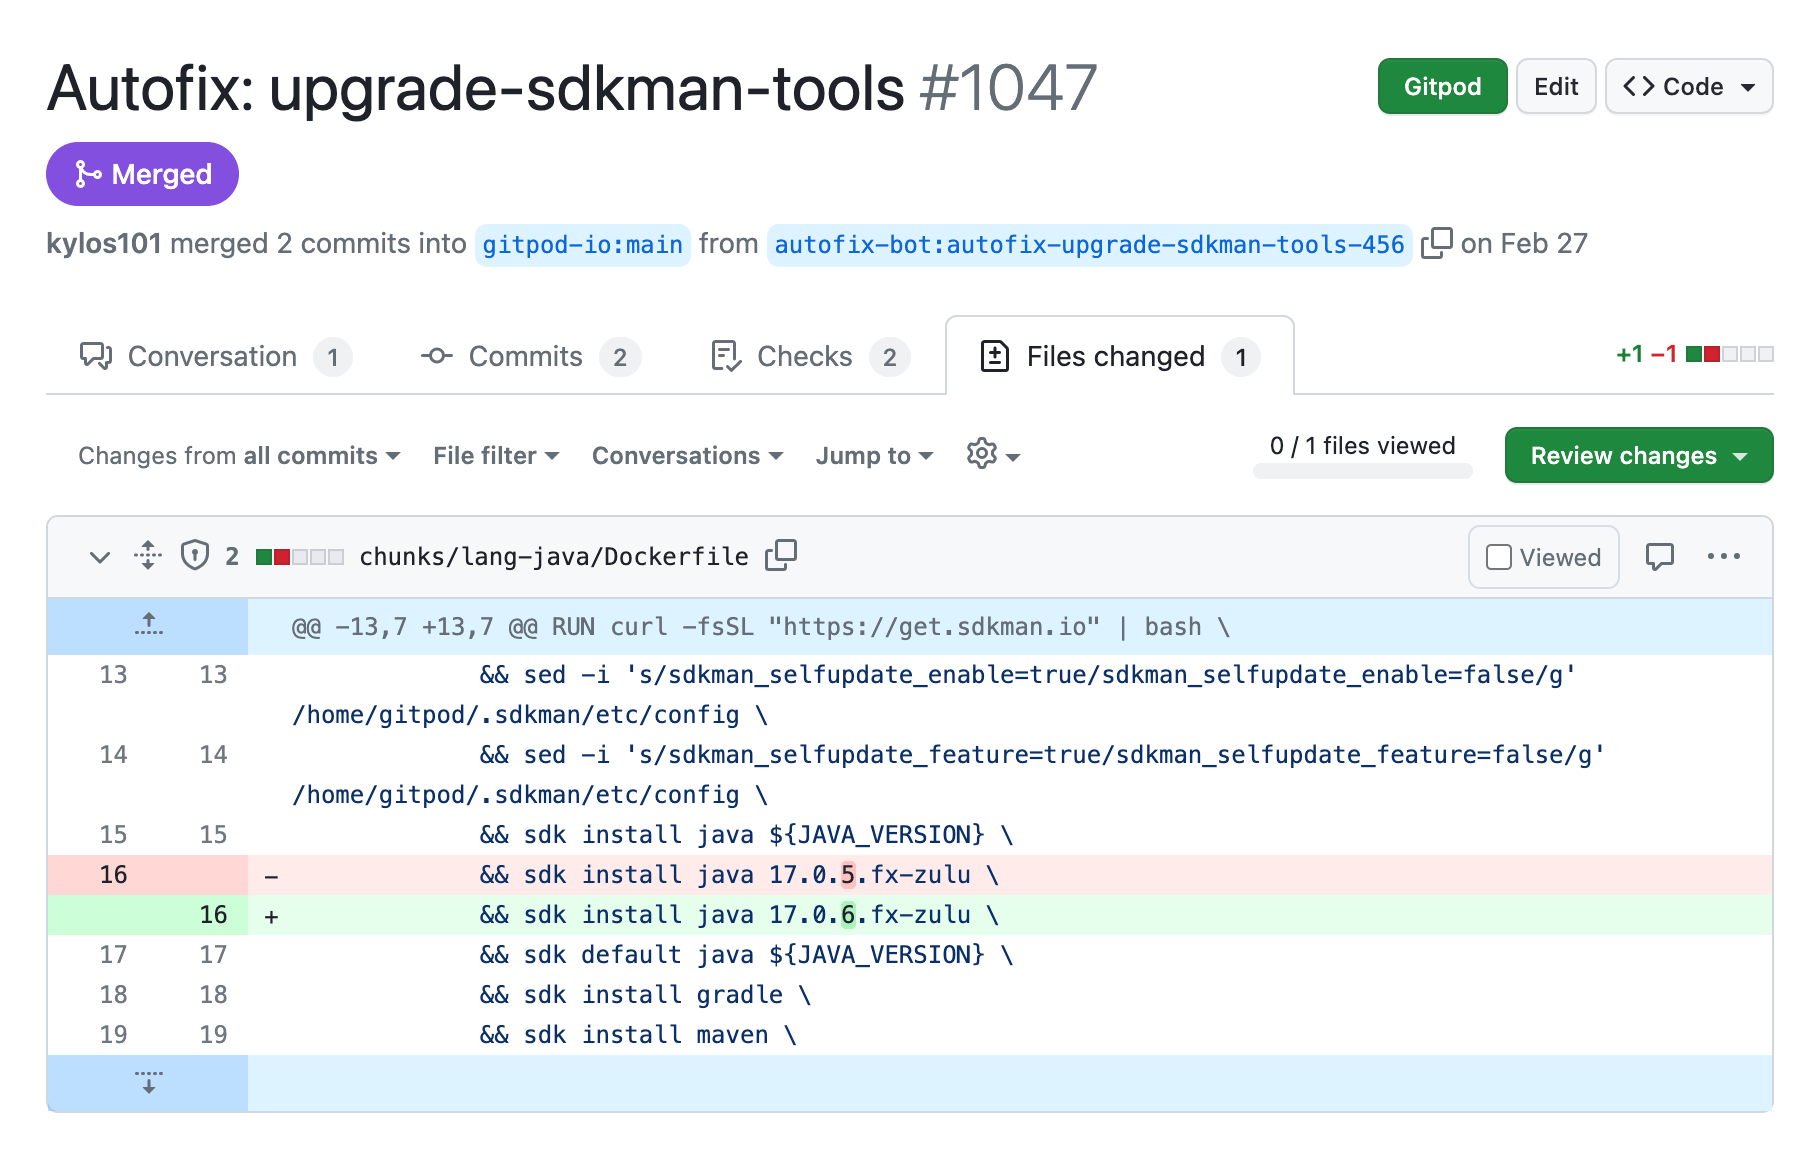 Autofix: upgrade-sdkman-tools #1047
Gitpod
Edit
<> Code
Merged
kylos101 merged 2 commits into gitpod-io:main from autofix-bot:autofix-upgrade-sdkman-tools-456 on Feb 27
Conversation 1
Commits 2
Checks 2
Files changed 1
+1 −1
Changes from all commits
File filter
Conversations
Jump to
0 / 1 files viewed
Review changes
2 chunks/lang-java/Dockerfile
Viewed
@@ -13,7 +13,7 @@ RUN curl -fsSL "https://get.sdkman.io" | bash \
13 13 && sed -i 's/sdkman_selfupdate_enable=true/sdkman_selfupdate_enable=false/g'
/home/gitpod/.sdkman/etc/config \
14 14 && sed -i 's/sdkman_selfupdate_feature=true/sdkman_selfupdate_feature=false/g'
/home/gitpod/.sdkman/etc/config \
15 15 && sdk install java ${JAVA_VERSION} \
16 - && sdk install java 17.0.5.fx-zulu \
16 + && sdk install java 17.0.6.fx-zulu \
17 17 && sdk default java ${JAVA_VERSION} \
18 18 && sdk install gradle \
19 19 && sdk install maven \